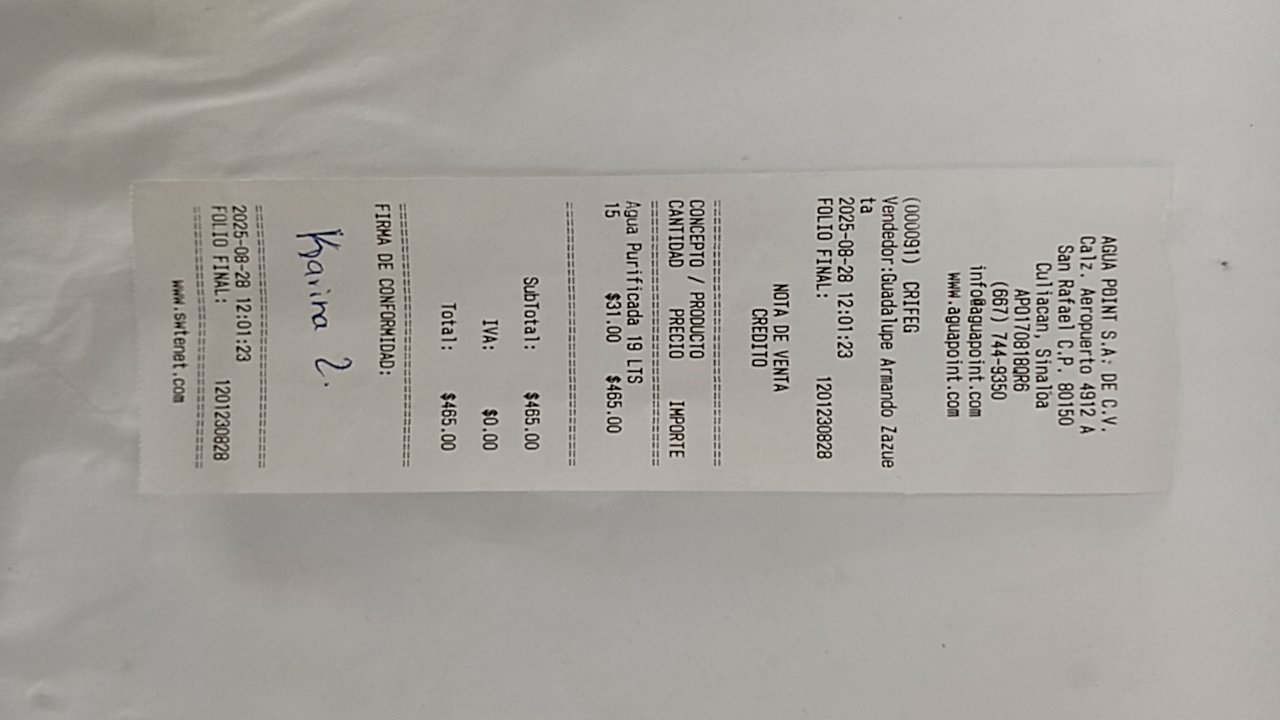 AGUA POINT S.A. DE C.V.
Calz. Aeropuerto 4912 A
San Rafael C.P. 80150
Culiacan, Sinaloa
APO170818QR6
(667) 744-9350
info@aguapoint.com
www.aguapoint.com
(000091) CRIFEG
Vendedor:Guadalupe Armando Zazue
ta
2025-08-28 12:01:23
FOLIO FINAL: 1201230828
NOTA DE VENTA
CREDITO
================================
CONCEPTO / PRODUCTO
CANTIDAD PRECIO IMPORTE
================================
Agua Purificada 19 LTS
15 $31.00 $465.00
================================
SubTotal: $465.00
IVA: $0.00
Total: $465.00
================================
FIRMA DE CONFORMIDAD:
Karina Z.
================================
2025-08-28 12:01:23
FOLIO FINAL: 1201230828
================================
www.swtenet.com